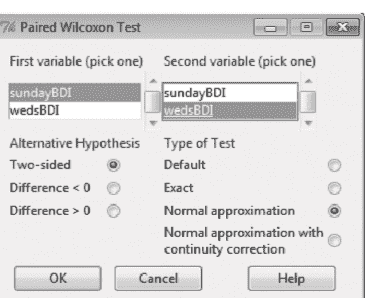 Paired Wilcoxon Test
First variable (pick one) Second variable (pick one)
sundayBDI sundayBDI
wedsBDI wedsBDI
Alternative Hypothesis Type of Test
Two-sided Default
Difference < 0 Exact
Difference > 0 Normal approximation
Normal approximation with
continuity correction
OK Cancel Help